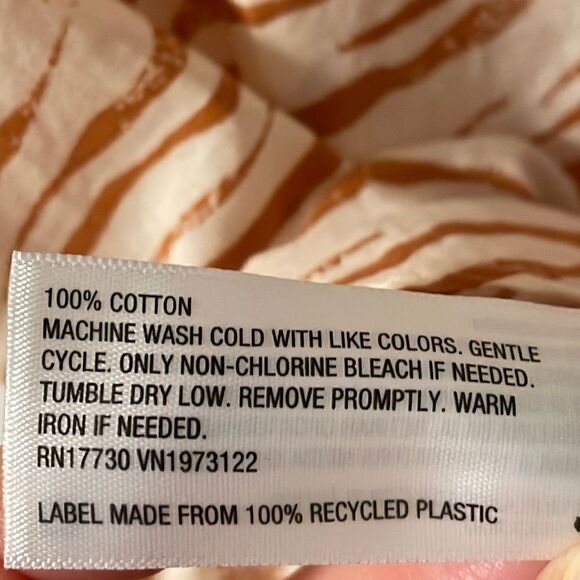 100% COTTON
MACHINE WASH COLD WITH LIKE COLORS. GENTLE
CYCLE. ONLY NON-CHLORINE BLEACH IF NEEDED.
TUMBLE DRY LOW. REMOVE PROMPTLY. WARM
IRON IF NEEDED.
RN17730 VN1973122
LABEL MADE FROM 100% RECYCLED PLASTIC